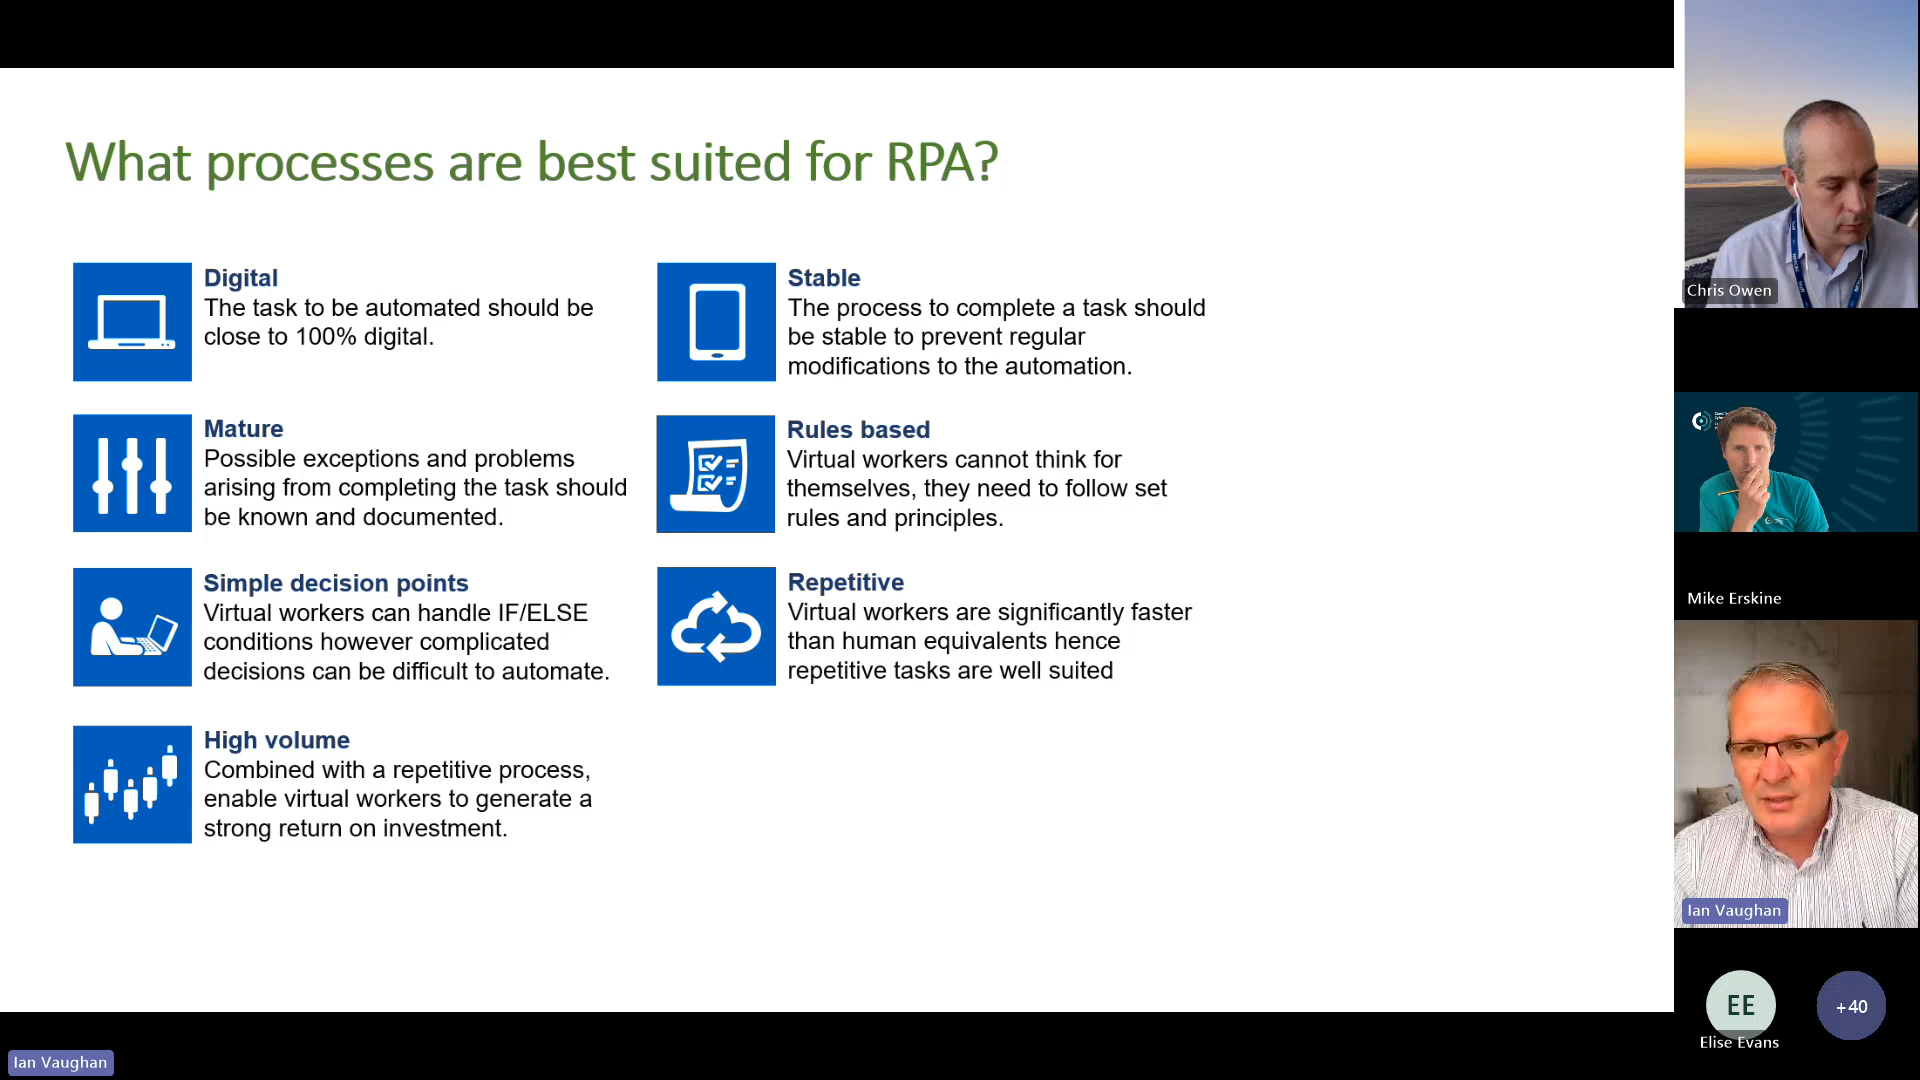 What processes are best suited for RPA?
Digital
The task to be automated should be
close to 100% digital.
Stable
The process to complete a task should
be stable to prevent regular
modifications to the automation.
Mature
Possible exceptions and problems
arising from completing the task should
be known and documented.
Rules based
Virtual workers cannot think for
themselves, they need to follow set
rules and principles.
Simple decision points
Virtual workers can handle IF/ELSE
conditions however complicated
decisions can be difficult to automate.
Repetitive
Virtual workers are significantly faster
than human equivalents hence
repetitive tasks are well suited
High volume
Combined with a repetitive process,
enable virtual workers to generate a
strong return on investment.
Chris Owen
Mike Erskine
Ian Vaughan
EE
Elise Evans
+40
Ian Vaughan